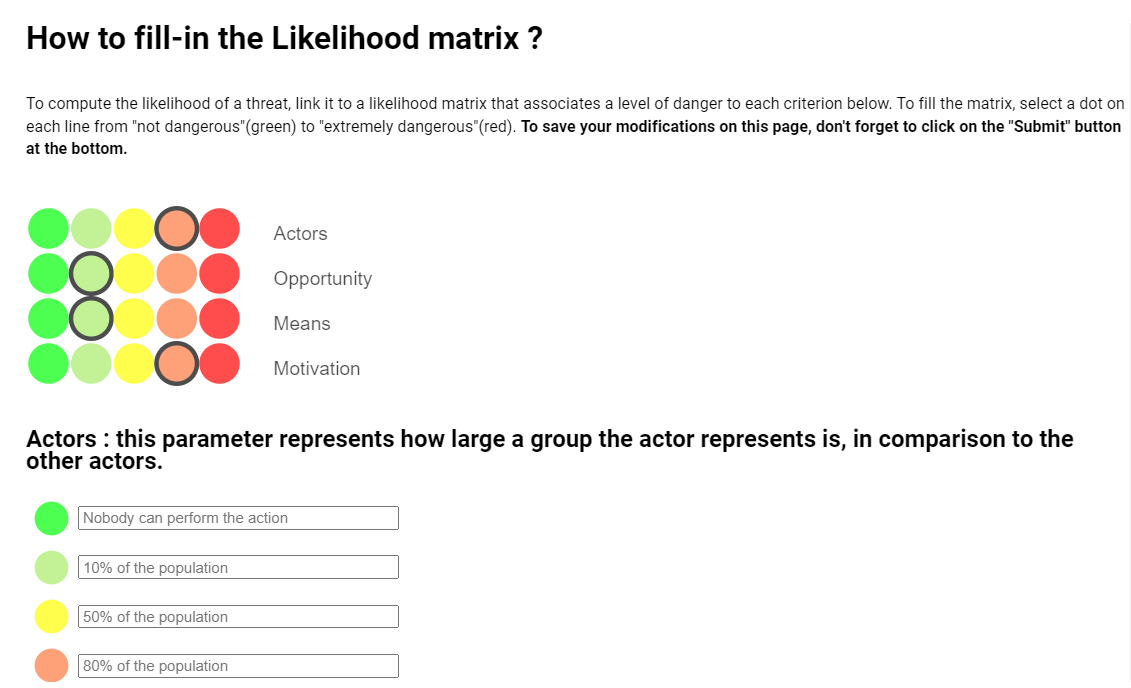 How to fill-in the Likelihood matrix ?
To compute the likelihood of a threat, link it to a likelihood matrix that associates a level of danger to each criterion below. To fill the matrix, select a dot on
each line from "not dangerous"(green) to "extremely dangerous"(red). To save your modifications on this page, don't forget to click on the "Submit" button
at the bottom.
Actors
Opportunity
Means
Motivation
Actors : this parameter represents how large a group the actor represents is, in comparison to the
other actors.
Nobody can perform the action
10% of the population
50% of the population
80% of the population